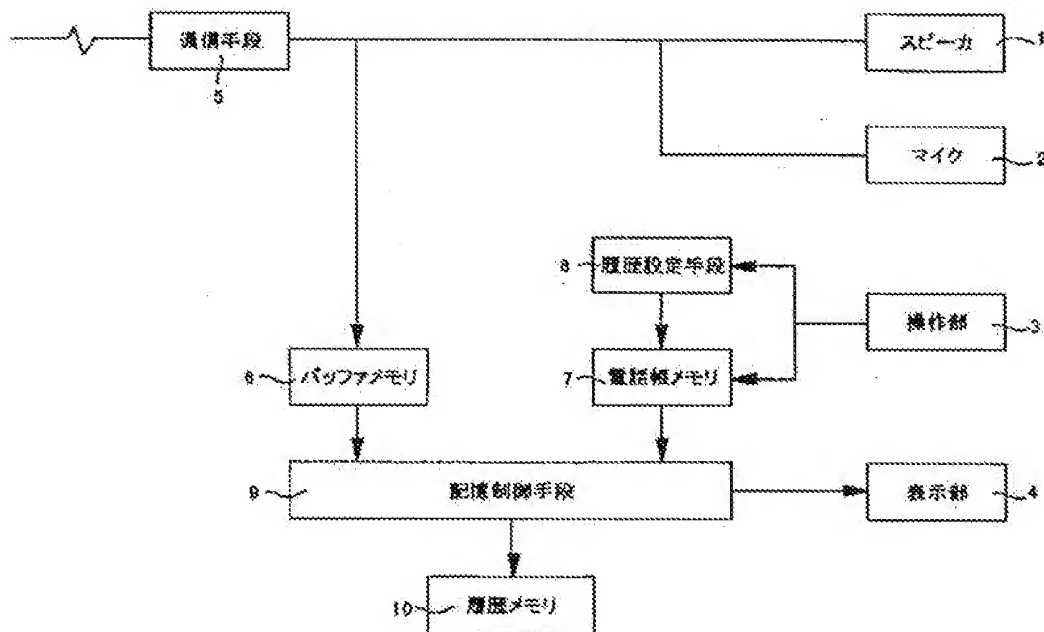 通信手段
5
スピーカ
1
マイク
2
8
履歴設定手段
操作部
3
6
バッファメモリ
7
電話帳メモリ
9
記憶制御手段
表示部
4
10
履歴メモリ